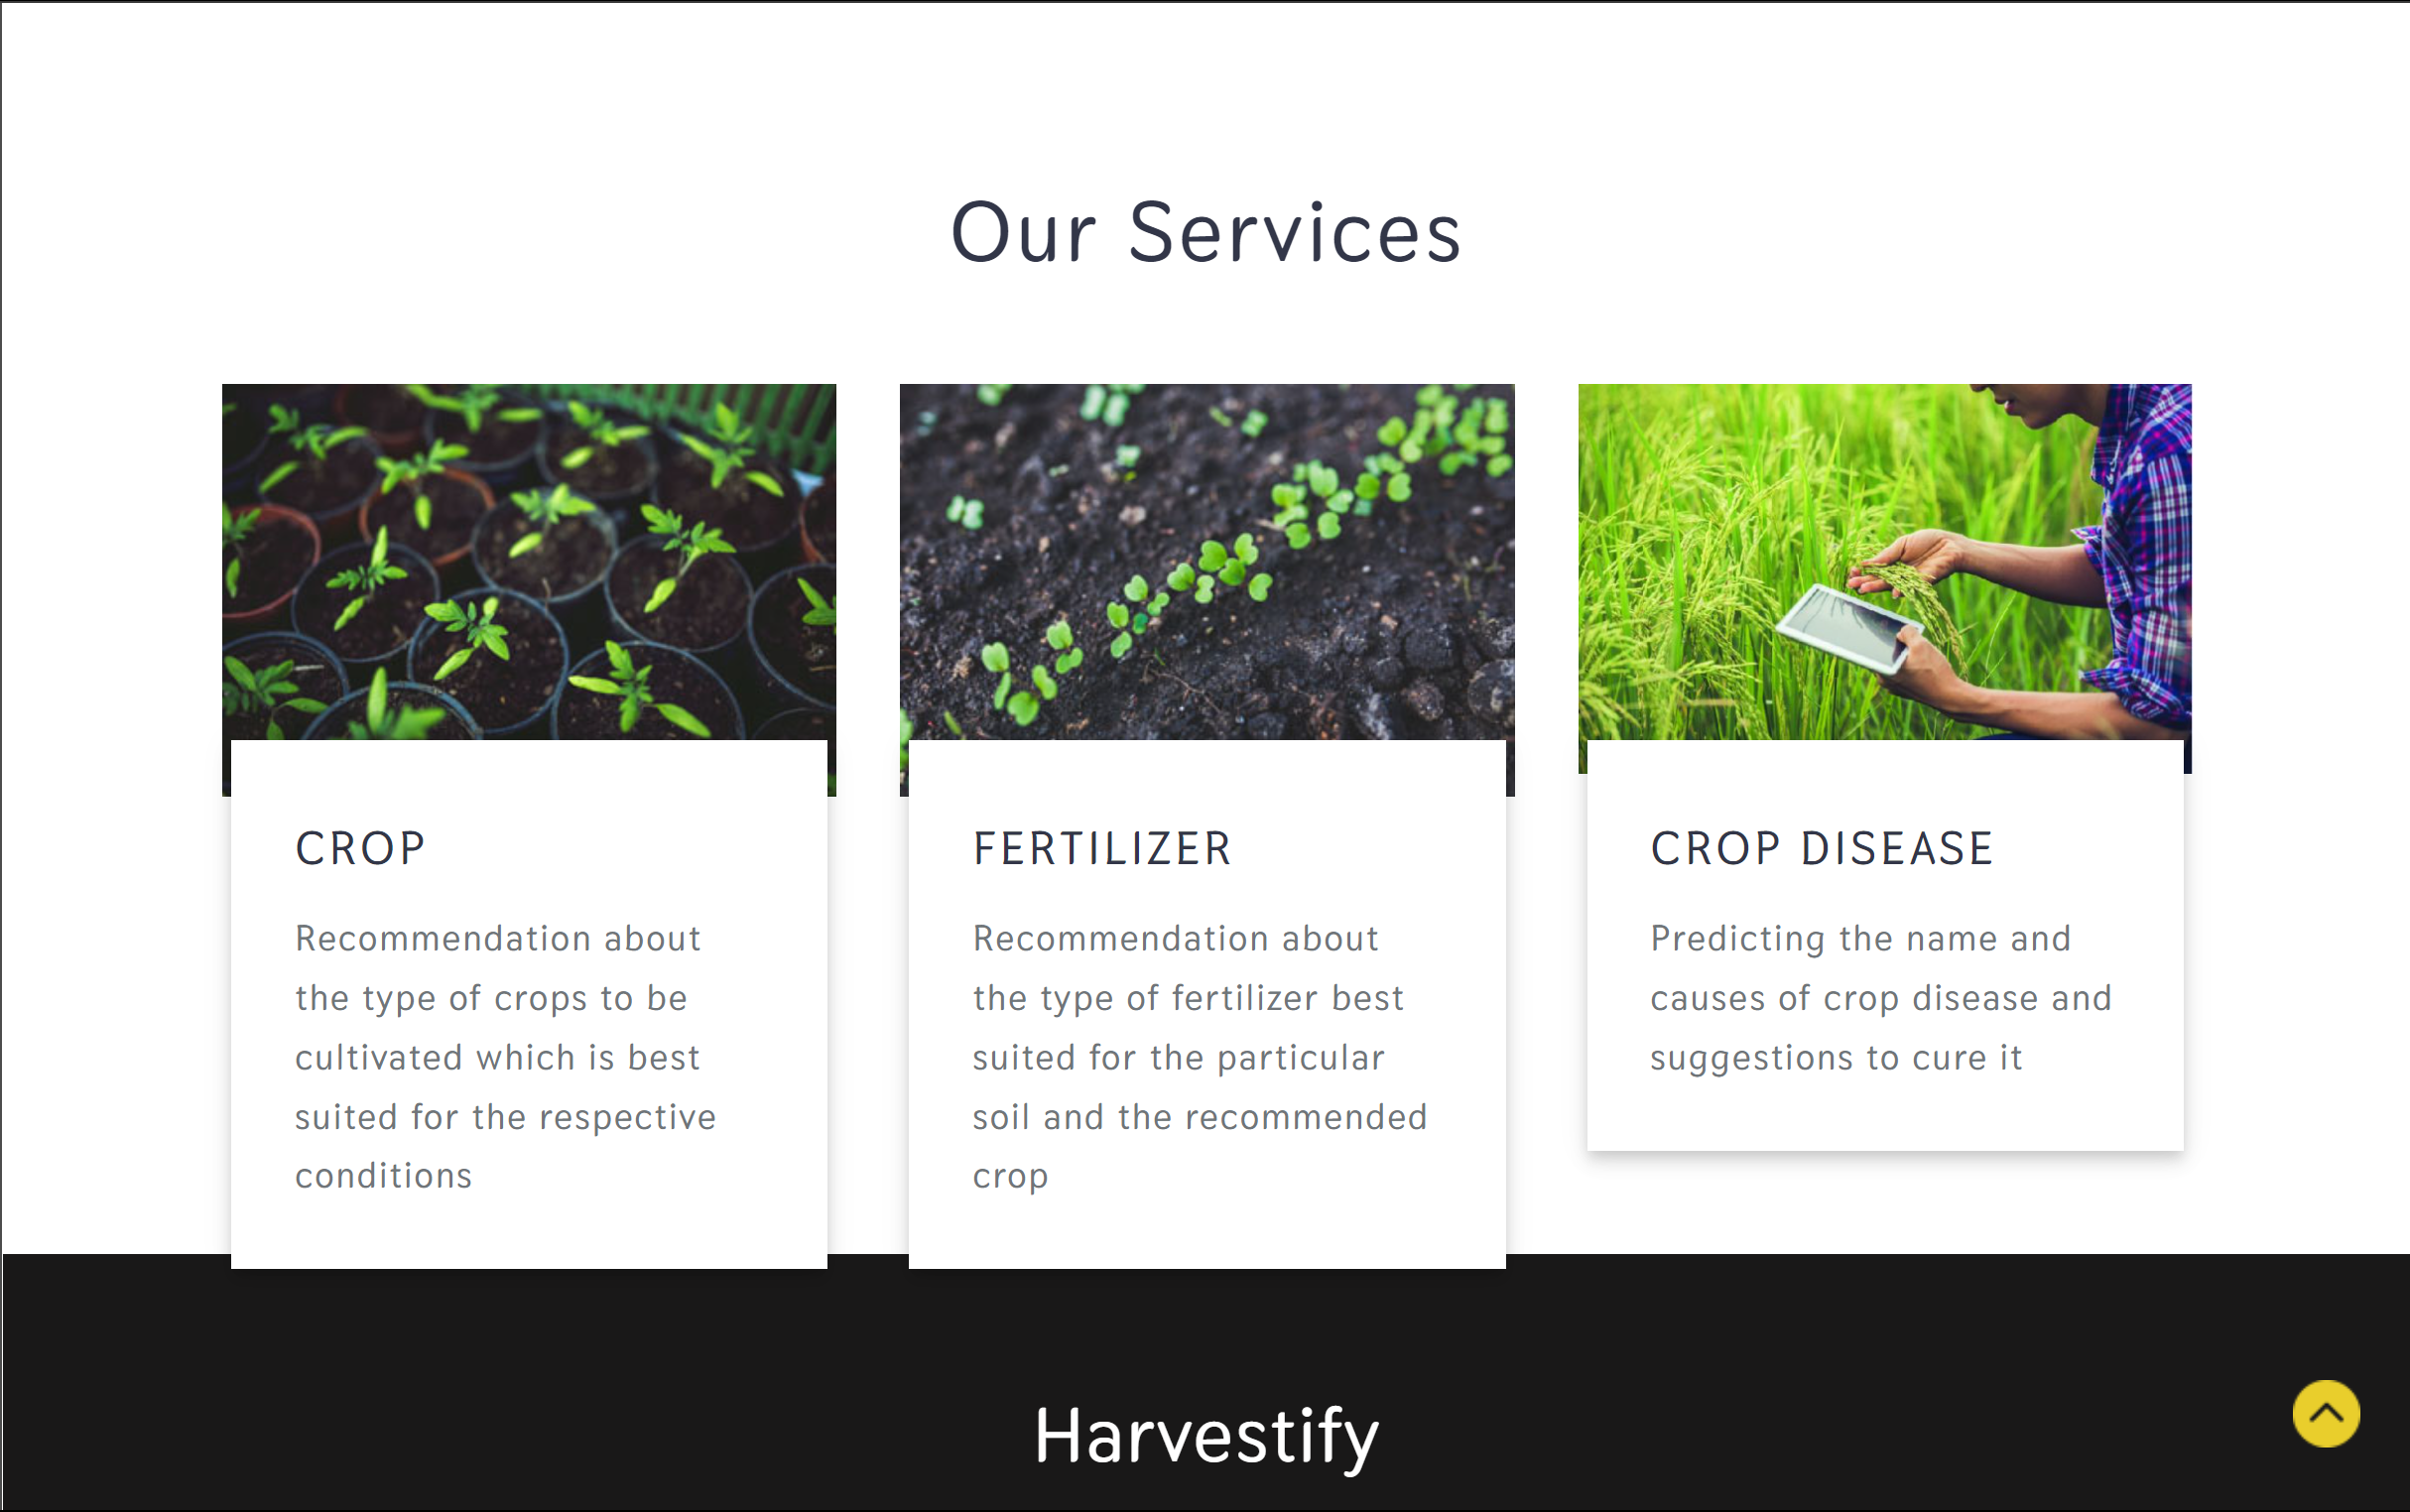 Our Services
CROP
Recommendation about
the type of crops to be
cultivated which is best
suited for the respective
conditions
FERTILIZER
Recommendation about
the type of fertilizer best
suited for the particular
soil and the recommended
crop
CROP DISEASE
Predicting the name and
causes of crop disease and
suggestions to cure it
Harvestify